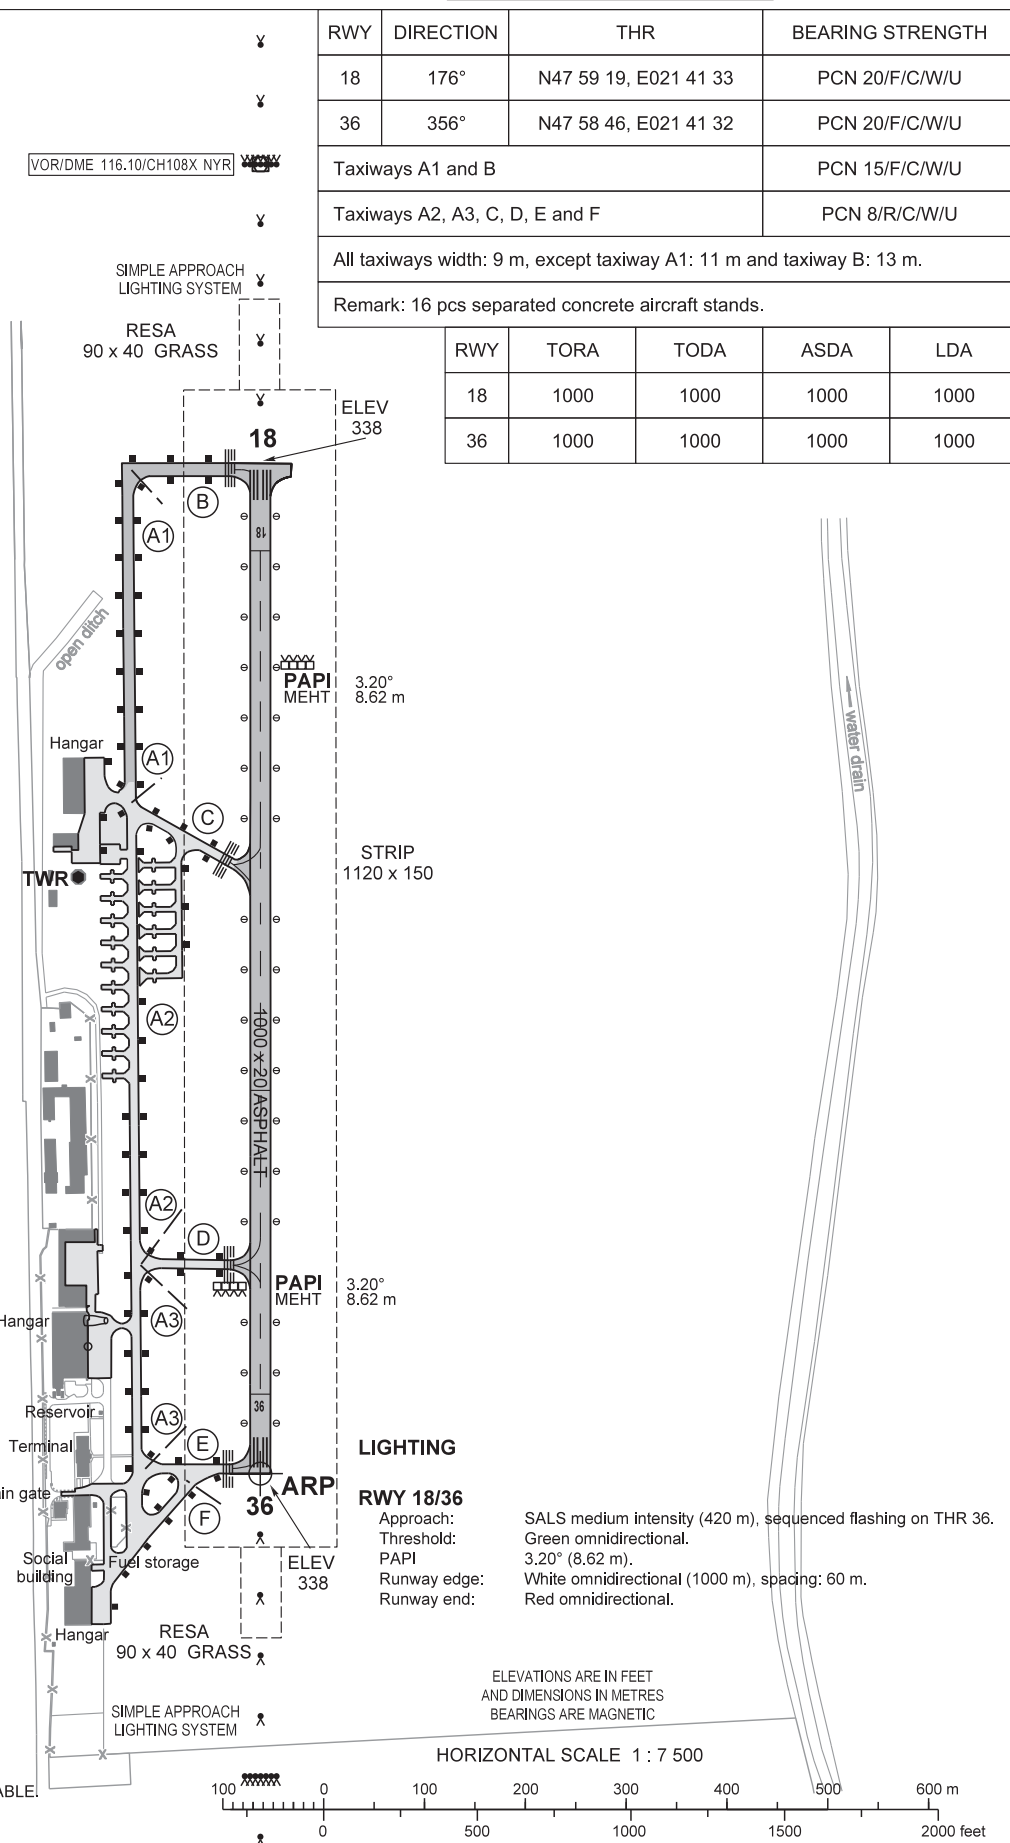 RWY DIRECTION THR BEARING STRENGTH
18 176° N47 59 19, E021 41 33 PCN 20/F/C/W/U
36 356° N47 58 46, E021 41 32 PCN 20/F/C/W/U
Taxiways A1 and B PCN 15/F/C/W/U
Taxiways A2, A3, C, D, E and F PCN 8/R/C/W/U
All taxiways width: 9 m, except taxiway A1: 11 m and taxiway B: 13 m.
Remark: 16 pcs separated concrete aircraft stands.
RWY TORA TODA ASDA LDA
18 1000 1000 1000 1000
36 1000 1000 1000 1000
VOR/DME 116.10/CH108X NYR
SIMPLE APPROACH
LIGHTING SYSTEM
RESA
90 x 40 GRASS
ELEV
338
18
B
A1
18
open ditch
PAPI 3.20°
MEHT 8.62 m
water drain
Hangar
A1
C
STRIP
1120 x 150
TWR
A2
1000 x 20 ASPHALT
A2
D
PAPI 3.20°
MEHT 8.62 m
Hangar
A3
36
Reservoir
A3
Terminal
E
ARP
36
F
ain gate
Social
building
Fuel storage
ELEV
338
Hangar
RESA
90 x 40 GRASS
SIMPLE APPROACH
LIGHTING SYSTEM
LIGHTING
RWY 18/36
Approach: SALS medium intensity (420 m), sequenced flashing on THR 36.
Threshold: Green omnidirectional.
PAPI 3.20° (8.62 m).
Runway edge: White omnidirectional (1000 m), spacing: 60 m.
Runway end: Red omnidirectional.
ELEVATIONS ARE IN FEET
AND DIMENSIONS IN METRES
BEARINGS ARE MAGNETIC
HORIZONTAL SCALE 1 : 7 500
ABLE.
100 0 100 200 300 400 500 600 m
0 500 1000 1500 2000 feet